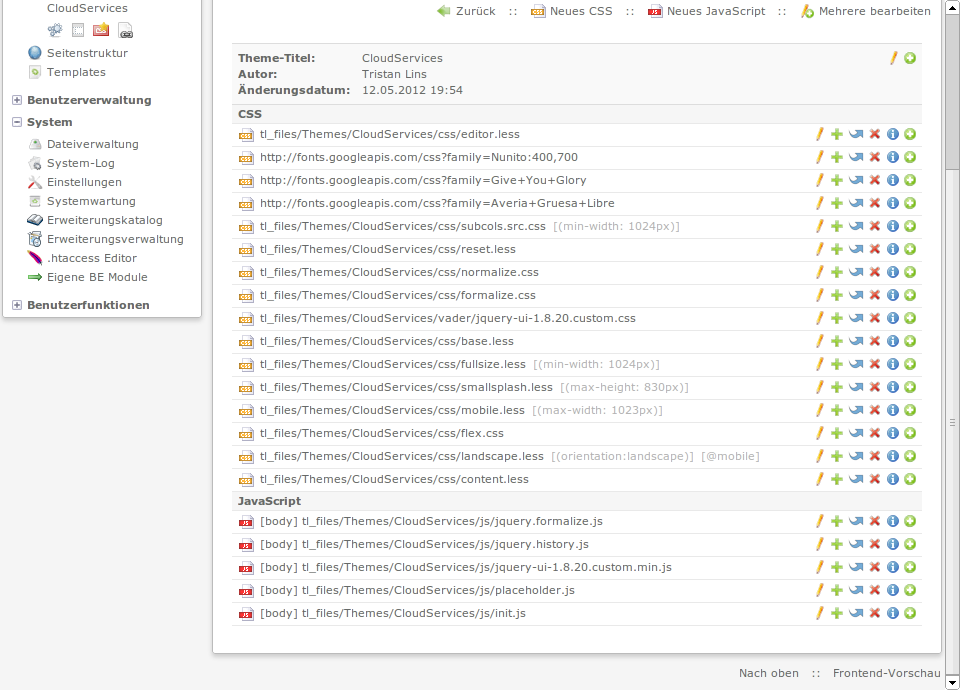 CloudServices
Seitenstruktur
Templates
Benutzerverwaltung
System
Dateiverwaltung
System-Log
Einstellungen
Systemwartung
Erweiterungskatalog
Erweiterungsverwaltung
.htaccess Editor
Eigene BE Module
Benutzerfunktionen
Zurück :: Neues CSS :: Neues JavaScript :: Mehrere bearbeiten
Theme-Titel: CloudServices
Autor: Tristan Lins
Änderungsdatum: 12.05.2012 19:54
CSS
tl_files/Themes/CloudServices/css/editor.less
http://fonts.googleapis.com/css?family=Nunito:400,700
http://fonts.googleapis.com/css?family=Give+You+Glory
http://fonts.googleapis.com/css?family=Averia+Gruesa+Libre
tl_files/Themes/CloudServices/css/subcols.src.css [(min-width: 1024px)]
tl_files/Themes/CloudServices/css/reset.less
tl_files/Themes/CloudServices/css/normalize.css
tl_files/Themes/CloudServices/css/formalize.css
tl_files/Themes/CloudServices/vader/jquery-ui-1.8.20.custom.css
tl_files/Themes/CloudServices/css/base.less
tl_files/Themes/CloudServices/css/fullsize.less [(min-width: 1024px)]
tl_files/Themes/CloudServices/css/smallsplash.less [(max-height: 830px)]
tl_files/Themes/CloudServices/css/mobile.less [(max-width: 1023px)]
tl_files/Themes/CloudServices/css/flex.css
tl_files/Themes/CloudServices/css/landscape.less [(orientation:landscape)] [@mobile]
tl_files/Themes/CloudServices/css/content.less
JavaScript
[body] tl_files/Themes/CloudServices/js/jquery.formalize.js
[body] tl_files/Themes/CloudServices/js/jquery.history.js
[body] tl_files/Themes/CloudServices/js/jquery-ui-1.8.20.custom.min.js
[body] tl_files/Themes/CloudServices/js/placeholder.js
[body] tl_files/Themes/CloudServices/js/init.js
Nach oben :: Frontend-Vorschau